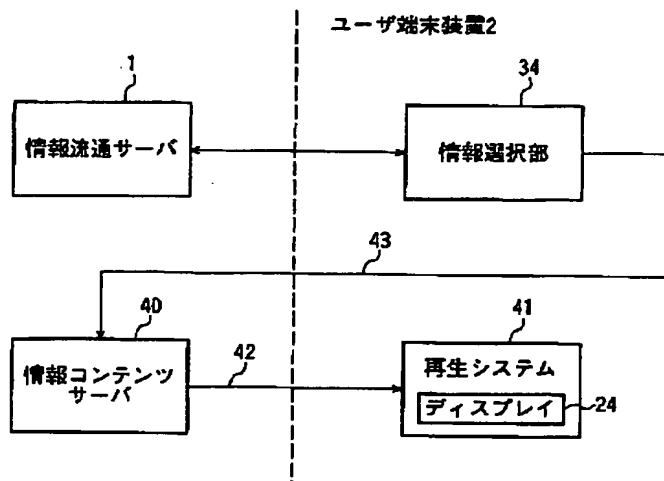 ユーザ端末装置2
1
34
情報流通サーバ
情報選択部
43
40
41
42
情報コンテンツ
サーバ
再生システム
ディスプレイ
24